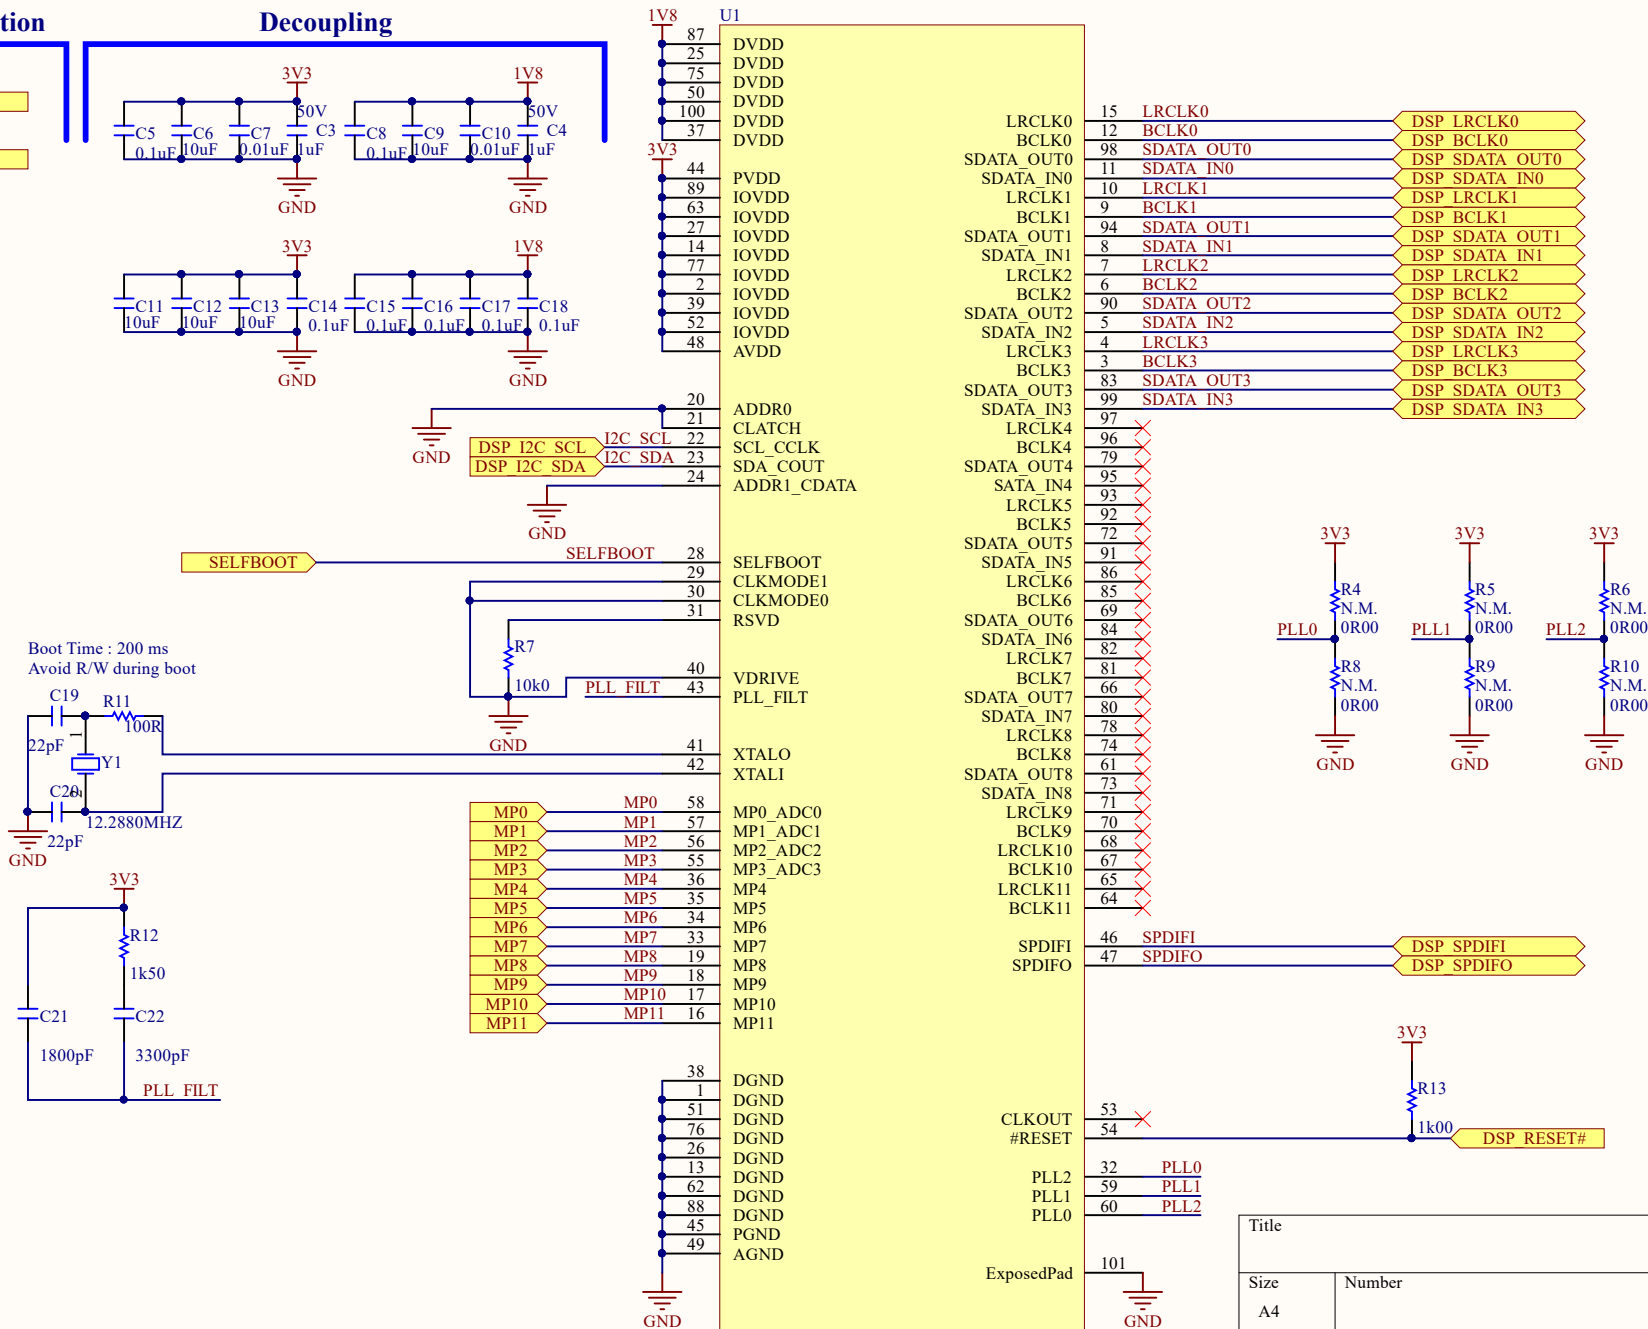 tion
Decoupling
3V3
50V
C5
C6
C7
C3
0.1uF
10uF
0.01uF
1uF
GND
1V8
50V
C8
C9
C10
C4
0.1uF
10uF
0.01uF
1uF
GND
3V3
C11
C12
C13
C14
10uF
10uF
10uF
0.1uF
GND
1V8
C15
C16
C17
C18
0.1uF
0.1uF
0.1uF
0.1uF
GND
1V8
U1
87 DVDD
25 DVDD
75 DVDD
50 DVDD
100 DVDD
37 DVDD
3V3
44 PVDD
89 IOVDD
63 IOVDD
27 IOVDD
14 IOVDD
77 IOVDD
2 IOVDD
39 IOVDD
52 IOVDD
48 AVDD
20 ADDR0
21 CLATCH
GND
DSP_I2C_SCL I2C_SCL 22 SCL_CCLK
DSP_I2C_SDA I2C_SDA 23 SDA_COUT
24 ADDR1_CDATA
GND
SELFBOOT SELFBOOT 28 SELFBOOT
29 CLKMODE1
30 CLKMODE0
31 RSVD
R7
10k0
GND
40 VDRIVE
PLL_FILT 43 PLL_FILT
41 XTALO
42 XTALI
Boot Time : 200 ms
Avoid R/W during boot
C19
22pF
R11
100R
1
Y1
2
12.2880MHZ
C20
22pF
GND
MP0 MP0 58 MP0_ADC0
MP1 MP1 57 MP1_ADC1
MP2 MP2 56 MP2_ADC2
MP3 MP3 55 MP3_ADC3
MP4 MP4 36 MP4
MP5 MP5 35 MP5
MP6 MP6 34 MP6
MP7 MP7 33 MP7
MP8 MP8 19 MP8
MP9 MP9 18 MP9
MP10 MP10 17 MP10
MP11 MP11 16 MP11
3V3
R12
1k50
C21
1800pF
C22
3300pF
PLL_FILT
38 DGND
1 DGND
51 DGND
76 DGND
26 DGND
13 DGND
62 DGND
88 DGND
45 PGND
49 AGND
GND
LRCLK0 15 LRCLK0 DSP_LRCLK0
BCLK0 12 BCLK0 DSP_BCLK0
SDATA_OUT0 98 SDATA_OUT0 DSP_SDATA_OUT0
SDATA_IN0 11 SDATA_IN0 DSP_SDATA_IN0
LRCLK1 10 LRCLK1 DSP_LRCLK1
BCLK1 9 BCLK1 DSP_BCLK1
SDATA_OUT1 94 SDATA_OUT1 DSP_SDATA_OUT1
SDATA_IN1 8 SDATA_IN1 DSP_SDATA_IN1
LRCLK2 7 LRCLK2 DSP_LRCLK2
BCLK2 6 BCLK2 DSP_BCLK2
SDATA_OUT2 90 SDATA_OUT2 DSP_SDATA_OUT2
SDATA_IN2 5 SDATA_IN2 DSP_SDATA_IN2
LRCLK3 4 LRCLK3 DSP_LRCLK3
BCLK3 3 BCLK3 DSP_BCLK3
SDATA_OUT3 83 SDATA_OUT3 DSP_SDATA_OUT3
SDATA_IN3 99 SDATA_IN3 DSP_SDATA_IN3
LRCLK4 97
BCLK4 96
SDATA_OUT4 79
SATA_IN4 95
LRCLK5 93
BCLK5 92
SDATA_OUT5 72
SDATA_IN5 91
LRCLK6 86
BCLK6 85
SDATA_OUT6 69
SDATA_IN6 84
LRCLK7 82
BCLK7 81
SDATA_OUT7 66
SDATA_IN7 80
LRCLK8 78
BCLK8 74
SDATA_OUT8 61
SDATA_IN8 73
LRCLK9 71
BCLK9 70
LRCLK10 68
BCLK10 67
LRCLK11 65
BCLK11 64
SPDIFI 46 SPDIFI DSP_SPDIFI
SPDIFO 47 SPDIFO DSP_SPDIFO
CLKOUT 53
#RESET 54
3V3
R13
1k00
DSP_RESET#
PLL2 32 PLL0
PLL1 59 PLL1
PLL0 60 PLL2
ExposedPad 101
GND
3V3
R4
N.M.
0R00
PLL0
R8
N.M.
0R00
GND
3V3
R5
N.M.
0R00
PLL1
R9
N.M.
0R00
GND
3V3
R6
N.M.
0R00
PLL2
R10
N.M.
0R00
GND
Title
Size
Number
A4